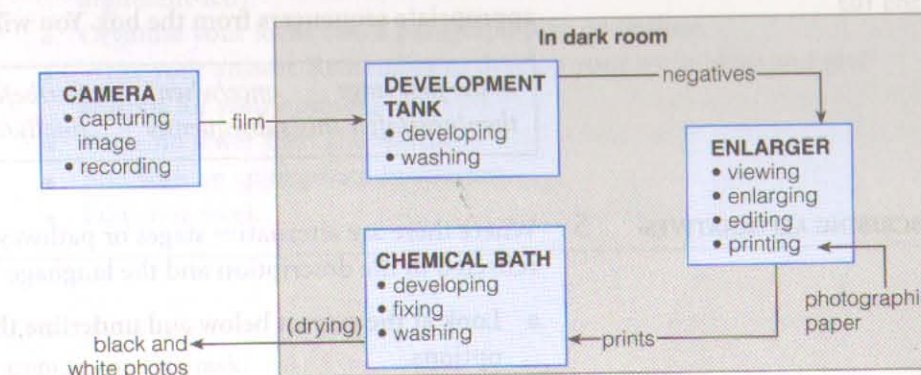 In dark room
CAMERA
• capturing
image
• recording
film
DEVELOPMENT
TANK
• developing
• washing
negatives
ENLARGER
• viewing
• enlarging
• editing
• printing
photographi
paper
prints
CHEMICAL BATH
• developing
• fixing
• washing
(drying)
black and
white photos